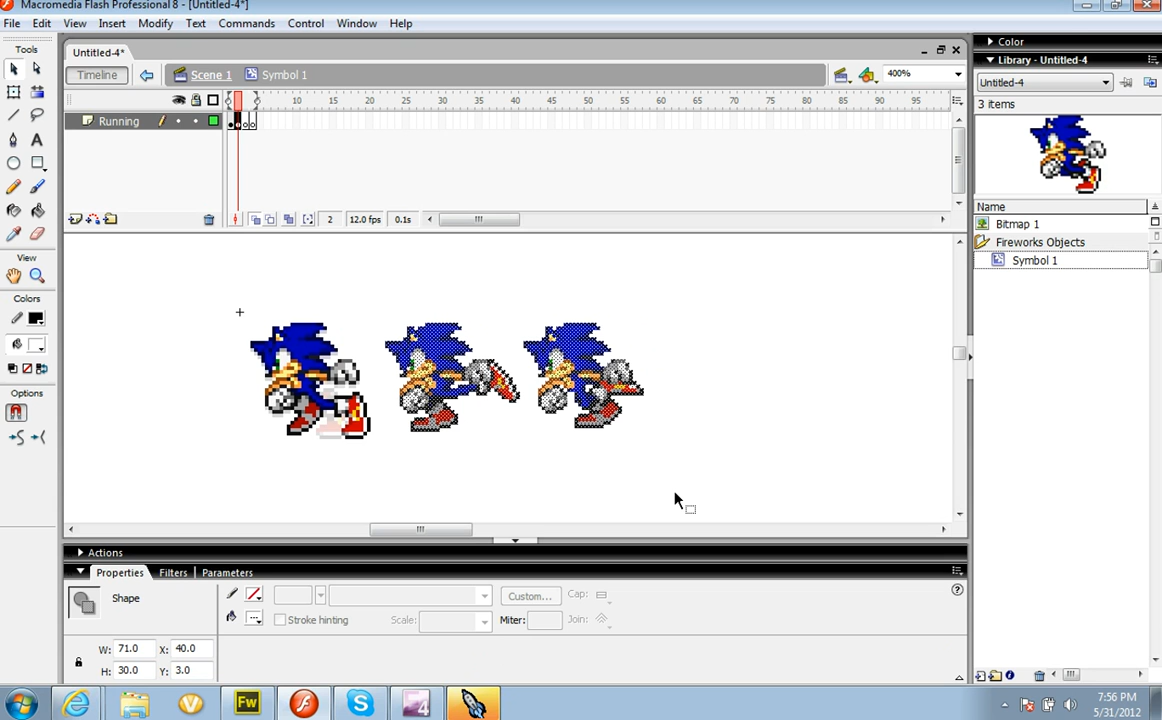 Macromedia Flash Professional 8 - [Untitled-4*]
File Edit View Insert Modify Text Commands Control Window Help
Tools
View
Colors
Options
Untitled-4*
Timeline Scene 1 Symbol 1 400%
10 15 20 25 30 35 40 45 50 55 60 65 70 75 80 85 90 95
Running
2 12.0 fps 0.1s
Actions
Properties Filters Parameters
Shape
Custom... Cap:
Stroke hinting Scale: Miter: Join:
W: 71.0 X: 40.0
H: 30.0 Y: 3.0
Color
Library - Untitled-4
Untitled-4
3 items
Name
Bitmap 1
Fireworks Objects
Symbol 1
Fw
4
7:56 PM
5/31/2012